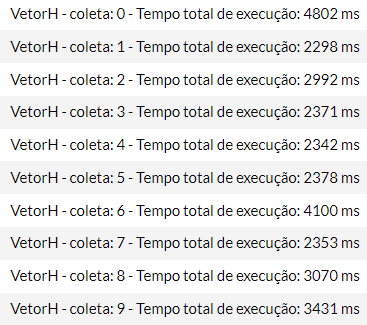 VetorH - coleta: 0 - Tempo total de execução: 4802 ms
VetorH - coleta: 1 - Tempo total de execução: 2298 ms
VetorH - coleta: 2 - Tempo total de execução: 2992 ms
VetorH - coleta: 3 - Tempo total de execução: 2371 ms
VetorH - coleta: 4 - Tempo total de execução: 2342 ms
VetorH - coleta: 5 - Tempo total de execução: 2378 ms
VetorH - coleta: 6 - Tempo total de execução: 4100 ms
VetorH - coleta: 7 - Tempo total de execução: 2353 ms
VetorH - coleta: 8 - Tempo total de execução: 3070 ms
VetorH - coleta: 9 - Tempo total de execução: 3431 ms